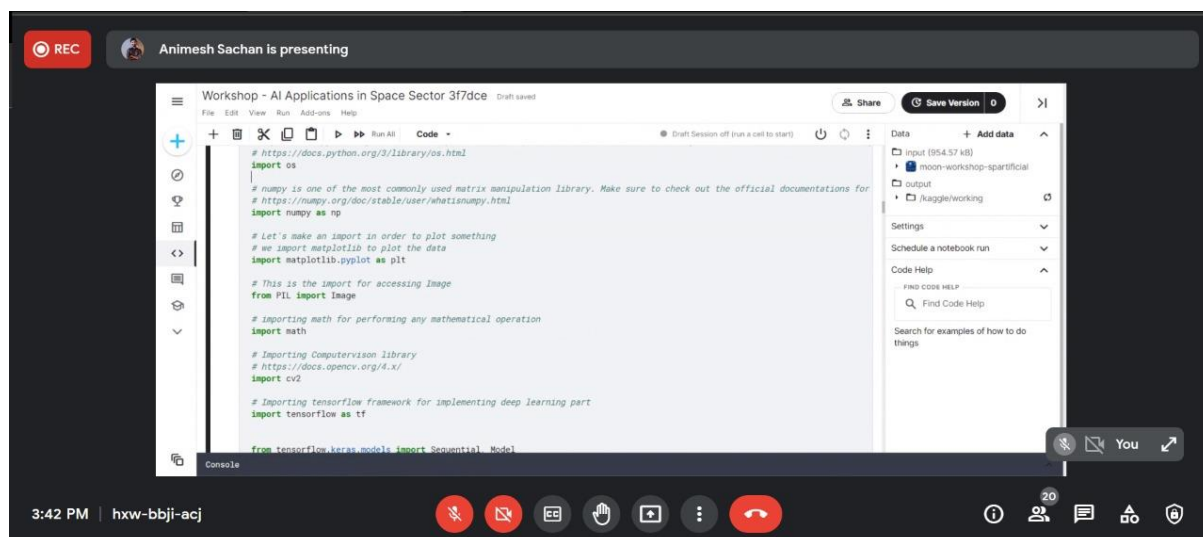 REC
Animesh Sachan is presenting
Workshop - AI Applications in Space Sector 3f7dce Draft saved
File Edit View Run Add-ons Help
Share
Save Version 0
Run All Code
Draft Session off (run a cell to start)
# https://docs.python.org/3/library/os.html
import os
# numpy is one of the most commonly used matrix manipulation library. Make sure to check out the official documentations for
# https://numpy.org/doc/stable/user/whatisnumpy.html
import numpy as np
# Let's make an import in order to plot something
# we import matplotlib to plot the data
import matplotlib.pyplot as plt
# This is the import for accessing Image
from PIL import Image
# importing math for performing any mathematical operation
import math
# Importing Computervison library
# https://docs.opencv.org/4.x/
import cv2
# Importing tensorflow framework for implementing deep learning part
import tensorflow as tf
from tensorflow.keras.models import Sequential, Model
Console
Data + Add data
input (954.57 kB)
moon-workshop-spartificial
output
/kaggle/working
Settings
Schedule a notebook run
Code Help
FIND CODE HELP
Find Code Help
Search for examples of how to do
things
You
3:42 PM | hxw-bbji-acj
CC
20